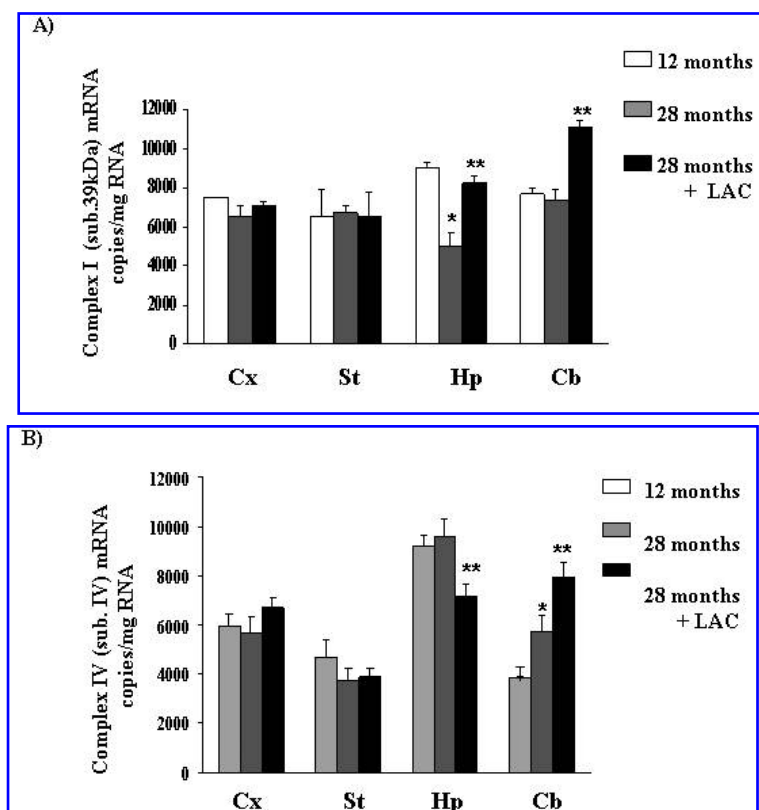 A)
Complex I (sub.39kDa) mRNA
copies/mg RNA
12000
10000
8000
6000
4000
2000
0
*
**
**
Cx St Hp Cb
12 months
28 months
28 months
+ LAC
B)
Complex IV (sub. IV) mRNA
copies/mg RNA
12000
10000
8000
6000
4000
2000
0
**
*
**
Cx St Hp Cb
12 months
28 months
28 months
+ LAC